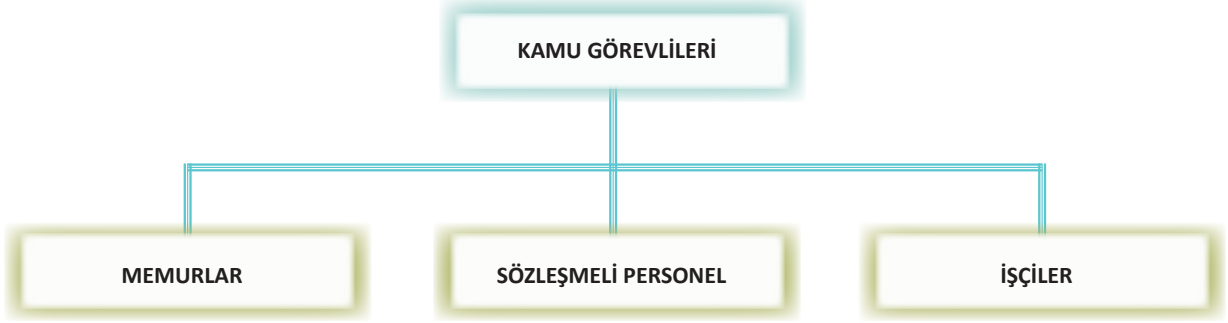 KAMU GÖREVLİLERİ
MEMURLAR
SÖZLEŞMELİ PERSONEL
İŞÇİLER